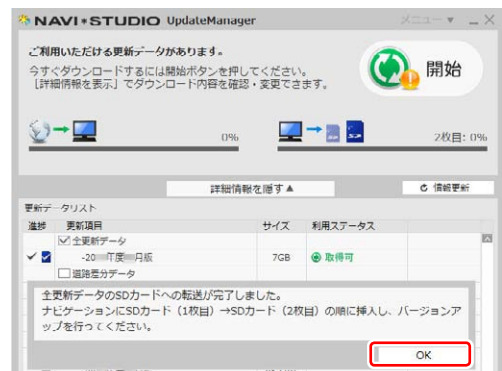 NAVI*STUDIO UpdateManager メニュー ▼ _ X
ご利用いただける更新データがあります。
今すぐダウンロードするには開始ボタンを押してください。
[詳細情報を表示]でダウンロード内容を確認・変更できます。
開始
0%
2枚目: 0%
詳細情報を隠す▲
情報更新
更新データリスト
進捗 更新項目 サイズ 利用ステータス
全更新データ
-20 年度 月版 7GB 取得可
道路差分データ
全更新データのSDカードへの転送が完了しました。
ナビゲーションにSDカード（1枚目）→SDカード（2枚目）の順に挿入し、バージョンア
ップを行ってください。
OK